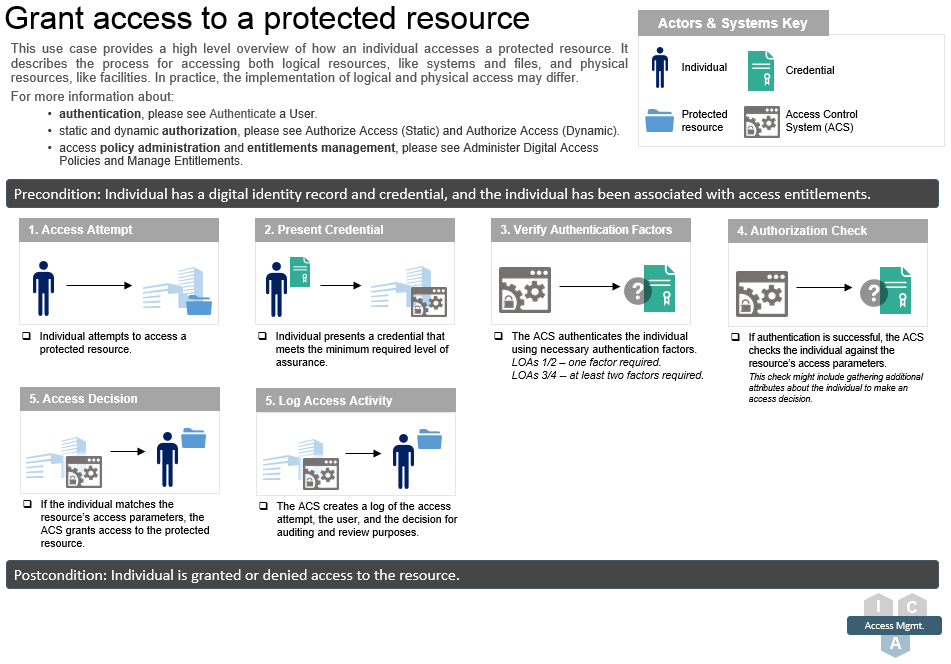 Grant access to a protected resource
This use case provides a high level overview of how an individual accesses a protected resource. It
describes the process for accessing both logical resources, like systems and files, and physical
resources, like facilities. In practice, the implementation of logical and physical access may differ.
For more information about:
• authentication, please see Authenticate a User.
• static and dynamic authorization, please see Authorize Access (Static) and Authorize Access (Dynamic).
• access policy administration and entitlements management, please see Administer Digital Access
Policies and Manage Entitlements.
Actors & Systems Key
Individual
Credential
Protected
resource
Access Control
System (ACS)
Precondition: Individual has a digital identity record and credential, and the individual has been associated with access entitlements.
1. Access Attempt
Individual attempts to access a
protected resource.
2. Present Credential
Individual presents a credential that
meets the minimum required level of
assurance.
3. Verify Authentication Factors
?
The ACS authenticates the individual
using necessary authentication factors.
LOAs 1/2 – one factor required.
LOAs 3/4 -- at least two factors required.
4. Authorization Check
?
If authentication is successful, the ACS
checks the individual against the
resource's access parameters.
This check might include gathering additional
attributes about the individual to make an
access decision.
5. Access Decision
If the individual matches the
resource's access parameters, the
ACS grants access to the protected
resource.
5. Log Access Activity
The ACS creates a log of the access
attempt, the user, and the decision for
auditing and review purposes.
Postcondition: Individual is granted or denied access to the resource.
I C
Access Mgmt.
A